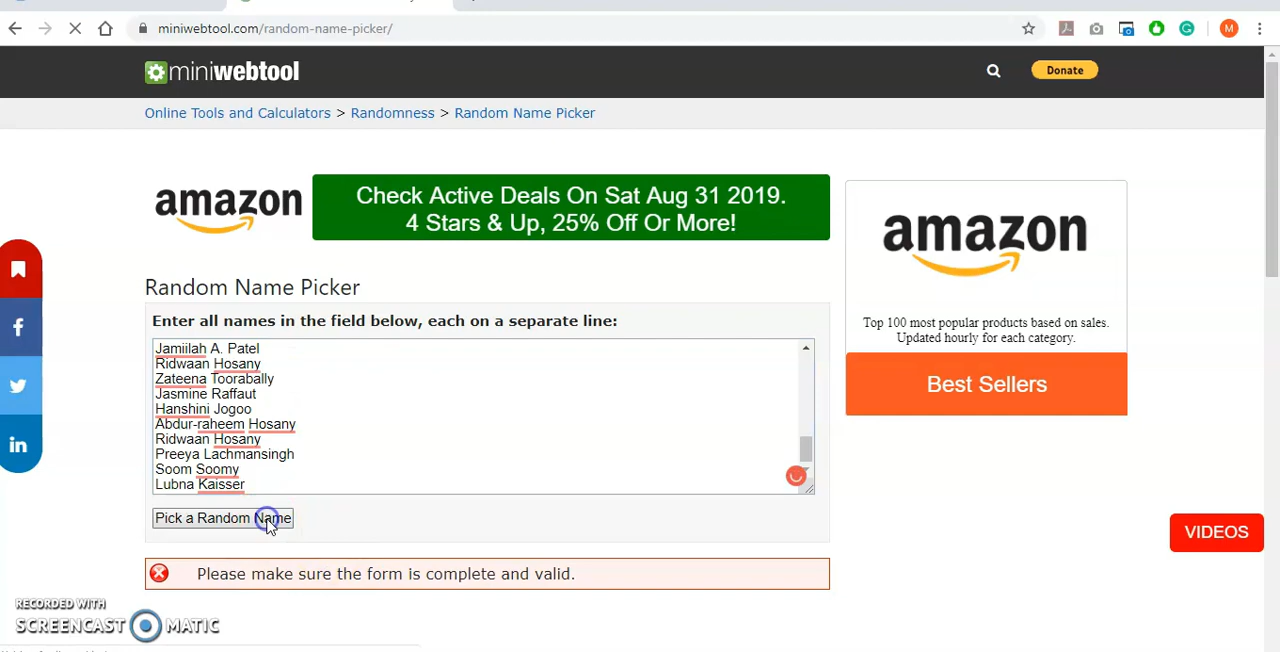 miniwebtool.com/random-name-picker/
M
miniwebtool
Donate
Online Tools and Calculators > Randomness > Random Name Picker
amazon
Check Active Deals On Sat Aug 31 2019.
4 Stars & Up, 25% Off Or More!
amazon
Top 100 most popular products based on sales.
Updated hourly for each category.
Best Sellers
Random Name Picker
Enter all names in the field below, each on a separate line:
Jamiilah A. Patel
Ridwaan Hosany
Zateena Toorabally
Jasmine Raffaut
Hanshini Jogoo
Abdur-raheem Hosany
Ridwaan Hosany
Preeya Lachmansingh
Soom Soomy
Lubna Kaisser
Pick a Random Name
VIDEOS
Please make sure the form is complete and valid.
RECORDED WITH
SCREENCAST MATIC